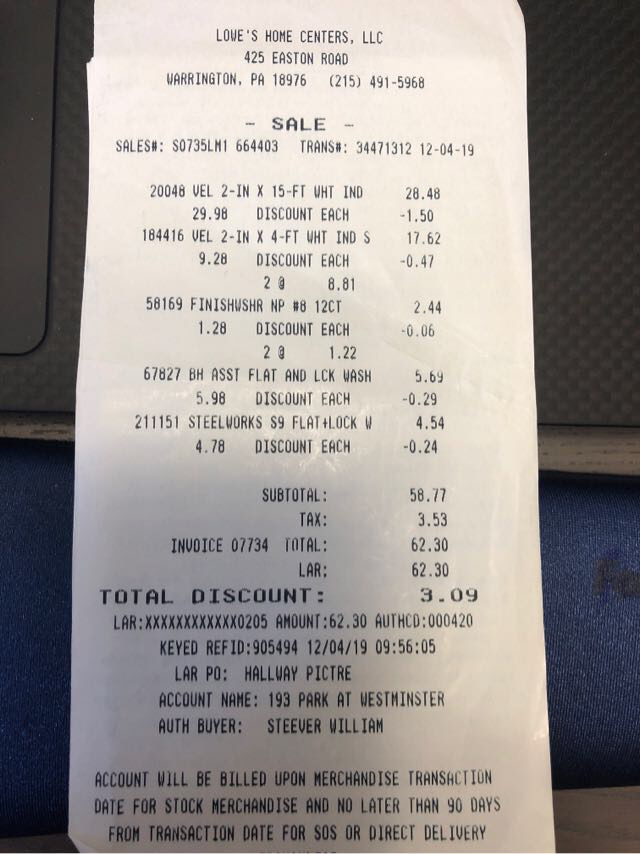 LOWE'S HOME CENTERS, LLC
425 EASTON ROAD
WARRINGTON, PA 18976 (215) 491-5968
- SALE -
SALES#: S0735LM1 664403 TRANS#: 34471312 12-04-19
20048 VEL 2-IN X 15-FT WHT IND 28.48
29.98 DISCOUNT EACH -1.50
184416 VEL 2-IN X 4-FT WHT IND S 17.62
9.28 DISCOUNT EACH -0.47
2 @ 8.81
58169 FINISHWSHR NP #8 12CT 2.44
1.28 DISCOUNT EACH -0.06
2 @ 1.22
67827 BH ASST FLAT AND LCK WASH 5.69
5.98 DISCOUNT EACH -0.29
211151 STEELWORKS S9 FLAT+LOCK W 4.54
4.78 DISCOUNT EACH -0.24
SUBTOTAL: 58.77
TAX: 3.53
INVOICE 07734 TOTAL: 62.30
LAR: 62.30
TOTAL DISCOUNT: 3.09
LAR:XXXXXXXXXXXX0205 AMOUNT:62.30 AUTHCD:000420
KEYED REFID:905494 12/04/19 09:56:05
LAR PO: HALLWAY PICTRE
ACCOUNT NAME: 193 PARK AT WESTMINSTER
AUTH BUYER: STEEVER WILLIAM
ACCOUNT WILL BE BILLED UPON MERCHANDISE TRANSACTION
DATE FOR STOCK MERCHANDISE AND NO LATER THAN 90 DAYS
FROM TRANSACTION DATE FOR SOS OR DIRECT DELIVERY